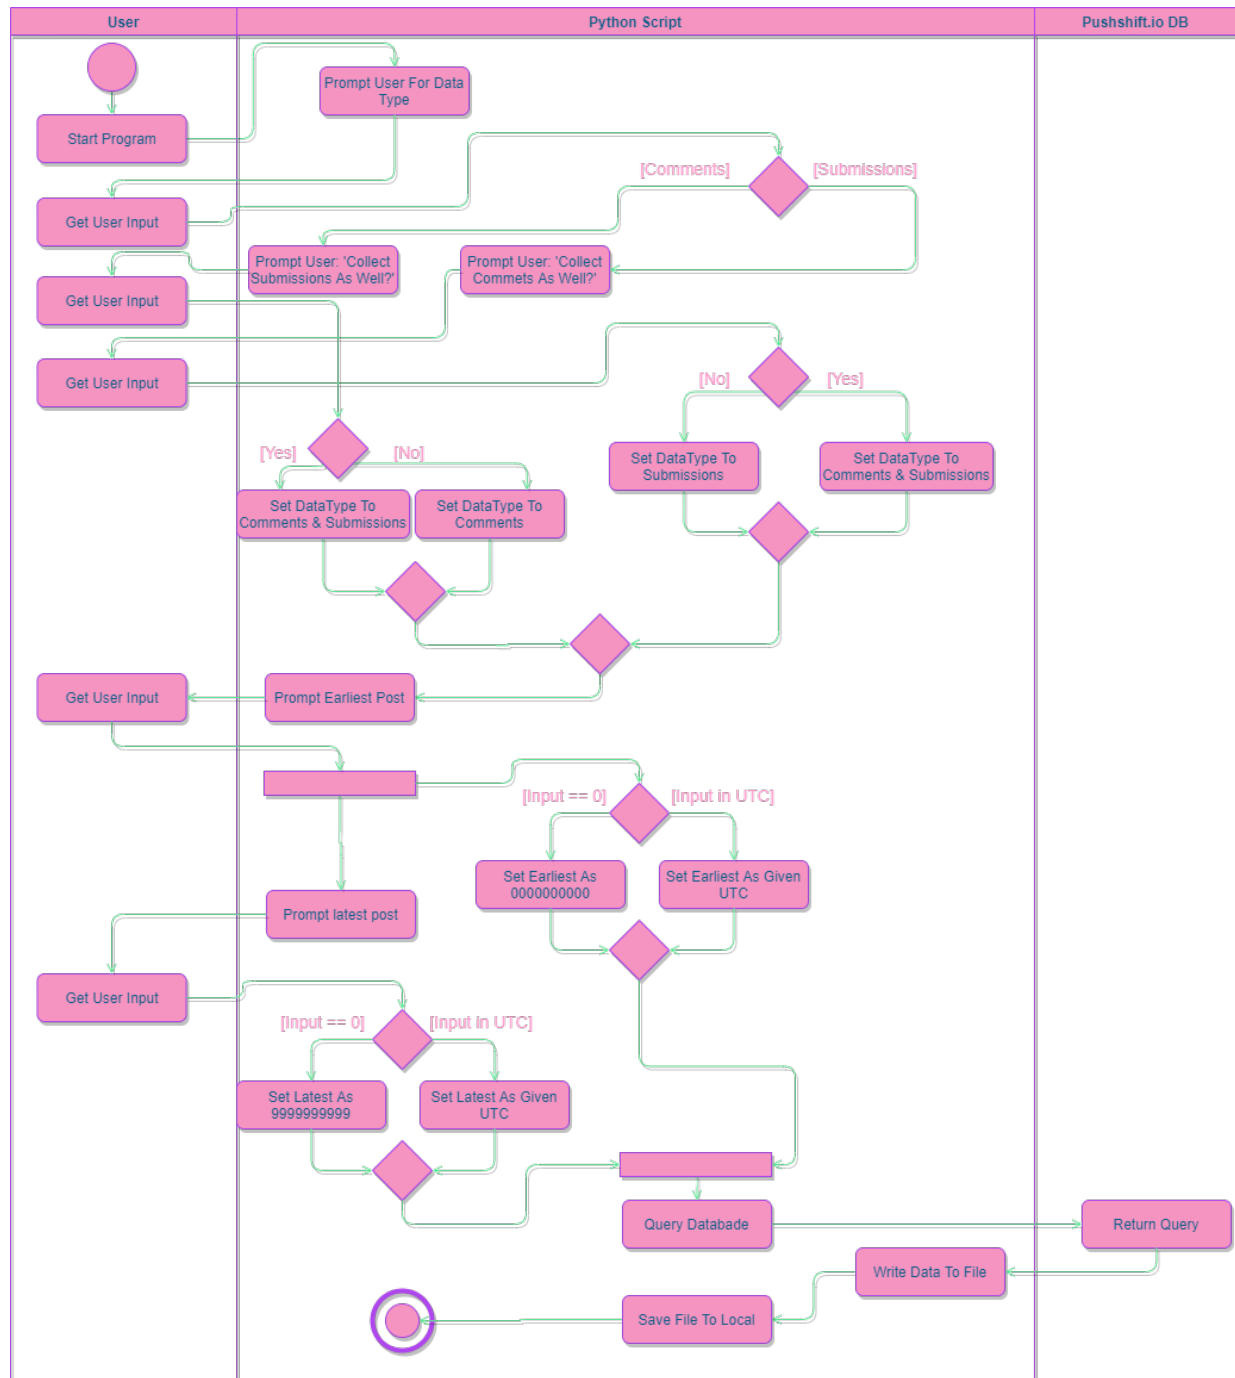 User
Python Script
Pushshift.io DB
Prompt User For Data
Type
Start Program
[Comments]
[Submissions]
Get User Input
Prompt User: 'Collect
Submissions As Well?'
Prompt User: 'Collect
Commets As Well?'
Get User Input
Get User Input
[No]
[Yes]
[Yes]
[No]
Set DataType To
Submissions
Set DataType To
Comments & Submissions
Set DataType To
Comments & Submissions
Set DataType To
Comments
Get User Input
Prompt Earliest Post
[Input == 0]
[Input in UTC]
Set Earliest As
0000000000
Set Earliest As Given
UTC
Prompt latest post
Get User Input
[Input == 0]
[Input in UTC]
Set Latest As
9999999999
Set Latest As Given
UTC
Query Databade
Return Query
Write Data To File
Save File To Local